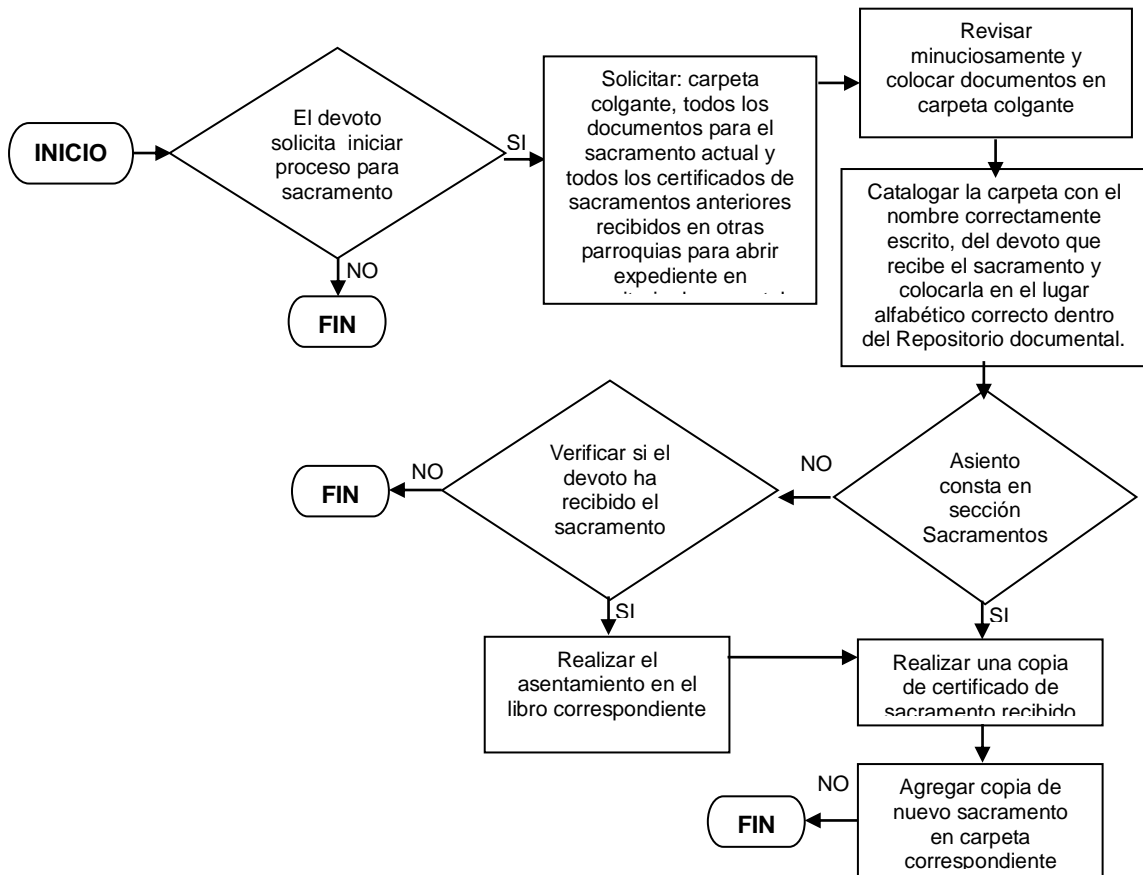 INICIO
El devoto
solicita iniciar
proceso para
sacramento
SI
NO
FIN
Solicitar: carpeta
colgante, todos los
documentos para el
sacramento actual y
todos los certificados de
sacramentos anteriores
recibidos en otras
parroquias para abrir
expediente en
Revisar
minuciosamente y
colocar documentos en
carpeta colgante
Catalogar la carpeta con el
nombre correctamente
escrito, del devoto que
recibe el sacramento y
colocarla en el lugar
alfabético correcto dentro
del Repositorio documental.
Asiento
consta en
sección
Sacramentos
NO
SI
Verificar si el
devoto ha
recibido el
sacramento
NO
FIN
SI
Realizar el
asentamiento en el
libro correspondiente
Realizar una copia
de certificado de
sacramento recibido
Agregar copia de
nuevo sacramento
en carpeta
correspondiente
NO
FIN